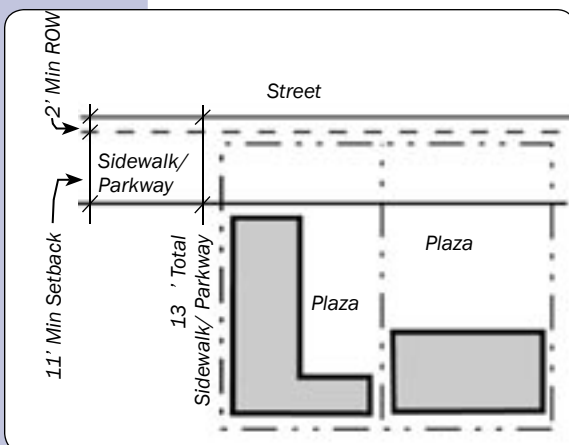 Street
2' Min ROW
Sidewalk/
Parkway
11' Min Setback
13 ' Total
Sidewalk/ Parkway
Plaza
Plaza